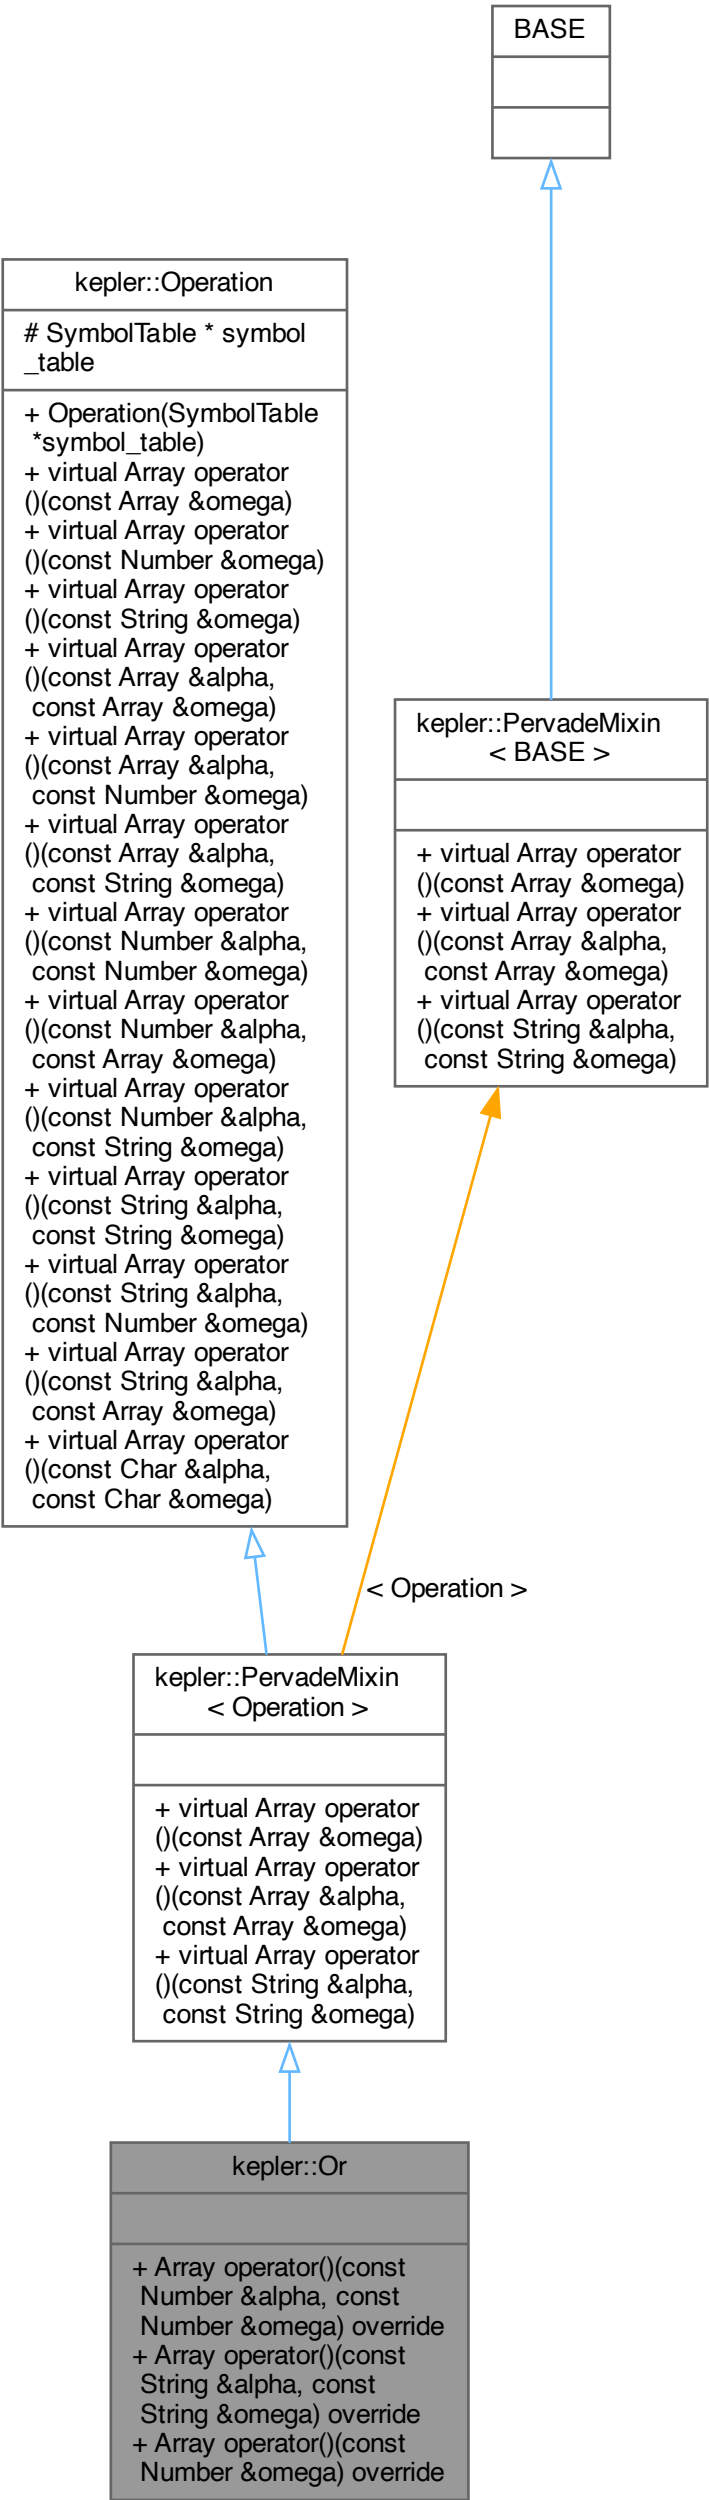 BASE
kepler::Operation
# SymbolTable * symbol
_table
+ Operation(SymbolTable
*symbol_table)
+ virtual Array operator
()(const Array &omega)
+ virtual Array operator
()(const Number &omega)
+ virtual Array operator
()(const String &omega)
+ virtual Array operator
()(const Array &alpha,
const Array &omega)
+ virtual Array operator
()(const Array &alpha,
const Number &omega)
+ virtual Array operator
()(const Array &alpha,
const String &omega)
+ virtual Array operator
()(const Number &alpha,
const Number &omega)
+ virtual Array operator
()(const Number &alpha,
const Array &omega)
+ virtual Array operator
()(const Number &alpha,
const String &omega)
+ virtual Array operator
()(const String &alpha,
const String &omega)
+ virtual Array operator
()(const String &alpha,
const Number &omega)
+ virtual Array operator
()(const String &alpha,
const Array &omega)
+ virtual Array operator
()(const Char &alpha,
const Char &omega)
kepler::PervadeMixin
< BASE >
+ virtual Array operator
()(const Array &omega)
+ virtual Array operator
()(const Array &alpha,
const Array &omega)
+ virtual Array operator
()(const String &alpha,
const String &omega)
< Operation >
kepler::PervadeMixin
< Operation >
+ virtual Array operator
()(const Array &omega)
+ virtual Array operator
()(const Array &alpha,
const Array &omega)
+ virtual Array operator
()(const String &alpha,
const String &omega)
kepler::Or
+ Array operator()(const
Number &alpha, const
Number &omega) override
+ Array operator()(const
String &alpha, const
String &omega) override
+ Array operator()(const
Number &omega) override